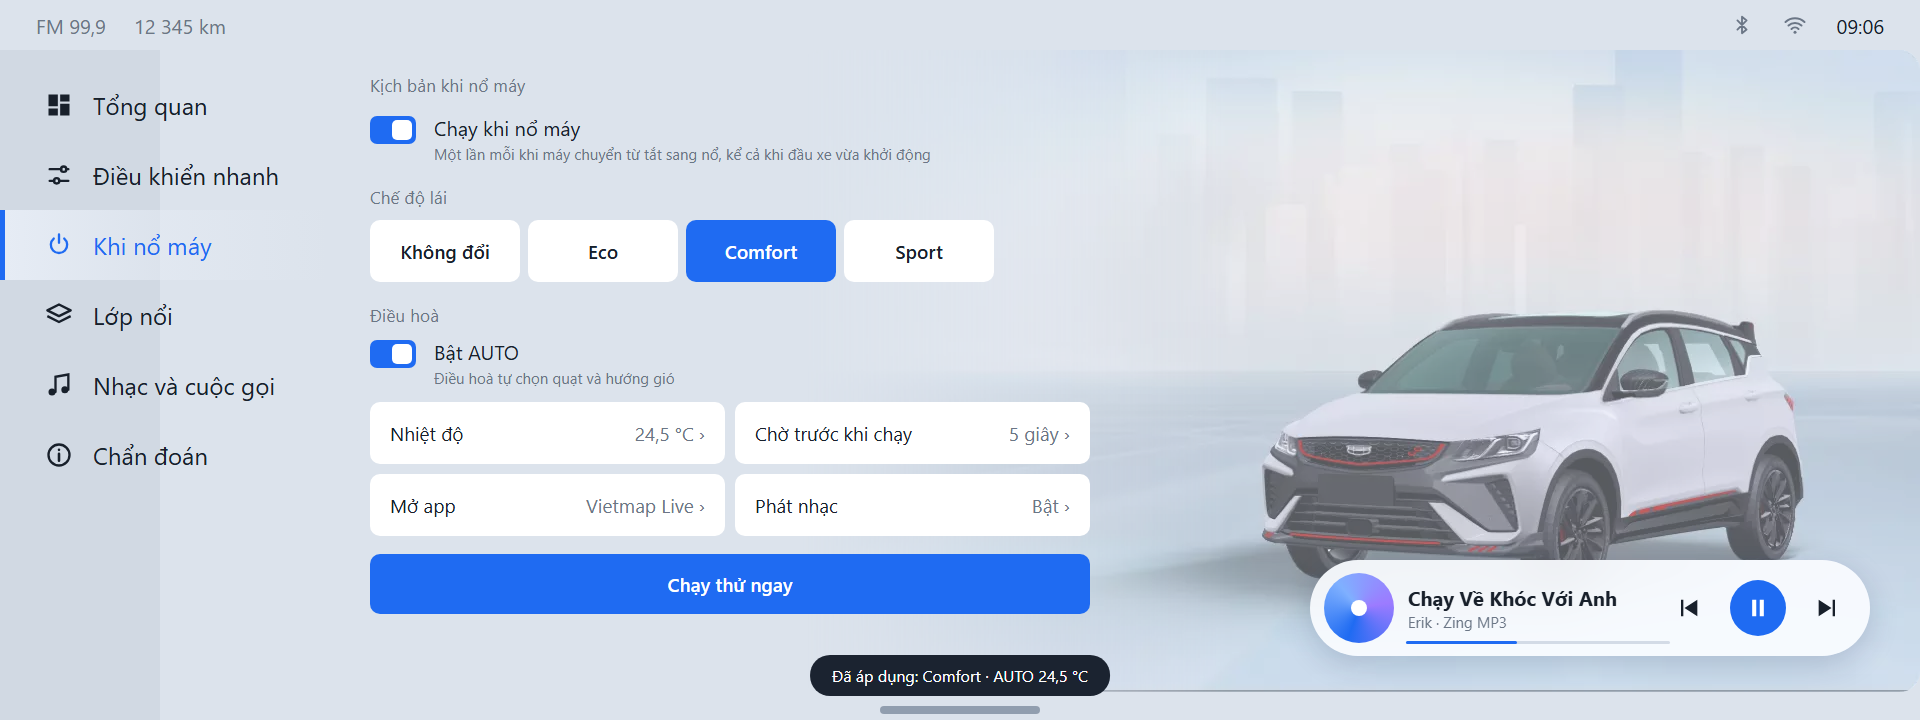 FM 99,9
12 345 km
09:06
Tổng quan
Điều khiển nhanh
Khi nổ máy
Lớp nổi
Nhạc và cuộc gọi
Chẩn đoán
Kịch bản khi nổ máy
Chạy khi nổ máy
Một lần mỗi khi máy chuyển từ tắt sang nổ, kể cả khi đầu xe vừa khởi động
Chế độ lái
Không đổi
Eco
Comfort
Sport
Điều hoà
Bật AUTO
Điều hoà tự chọn quạt và hướng gió
Nhiệt độ
24,5 °C ›
Chờ trước khi chạy
5 giây ›
Mở app
Vietmap Live ›
Phát nhạc
Bật ›
Chạy thử ngay
Chạy Về Khóc Với Anh
Erik · Zing MP3
Đã áp dụng: Comfort · AUTO 24,5 °C